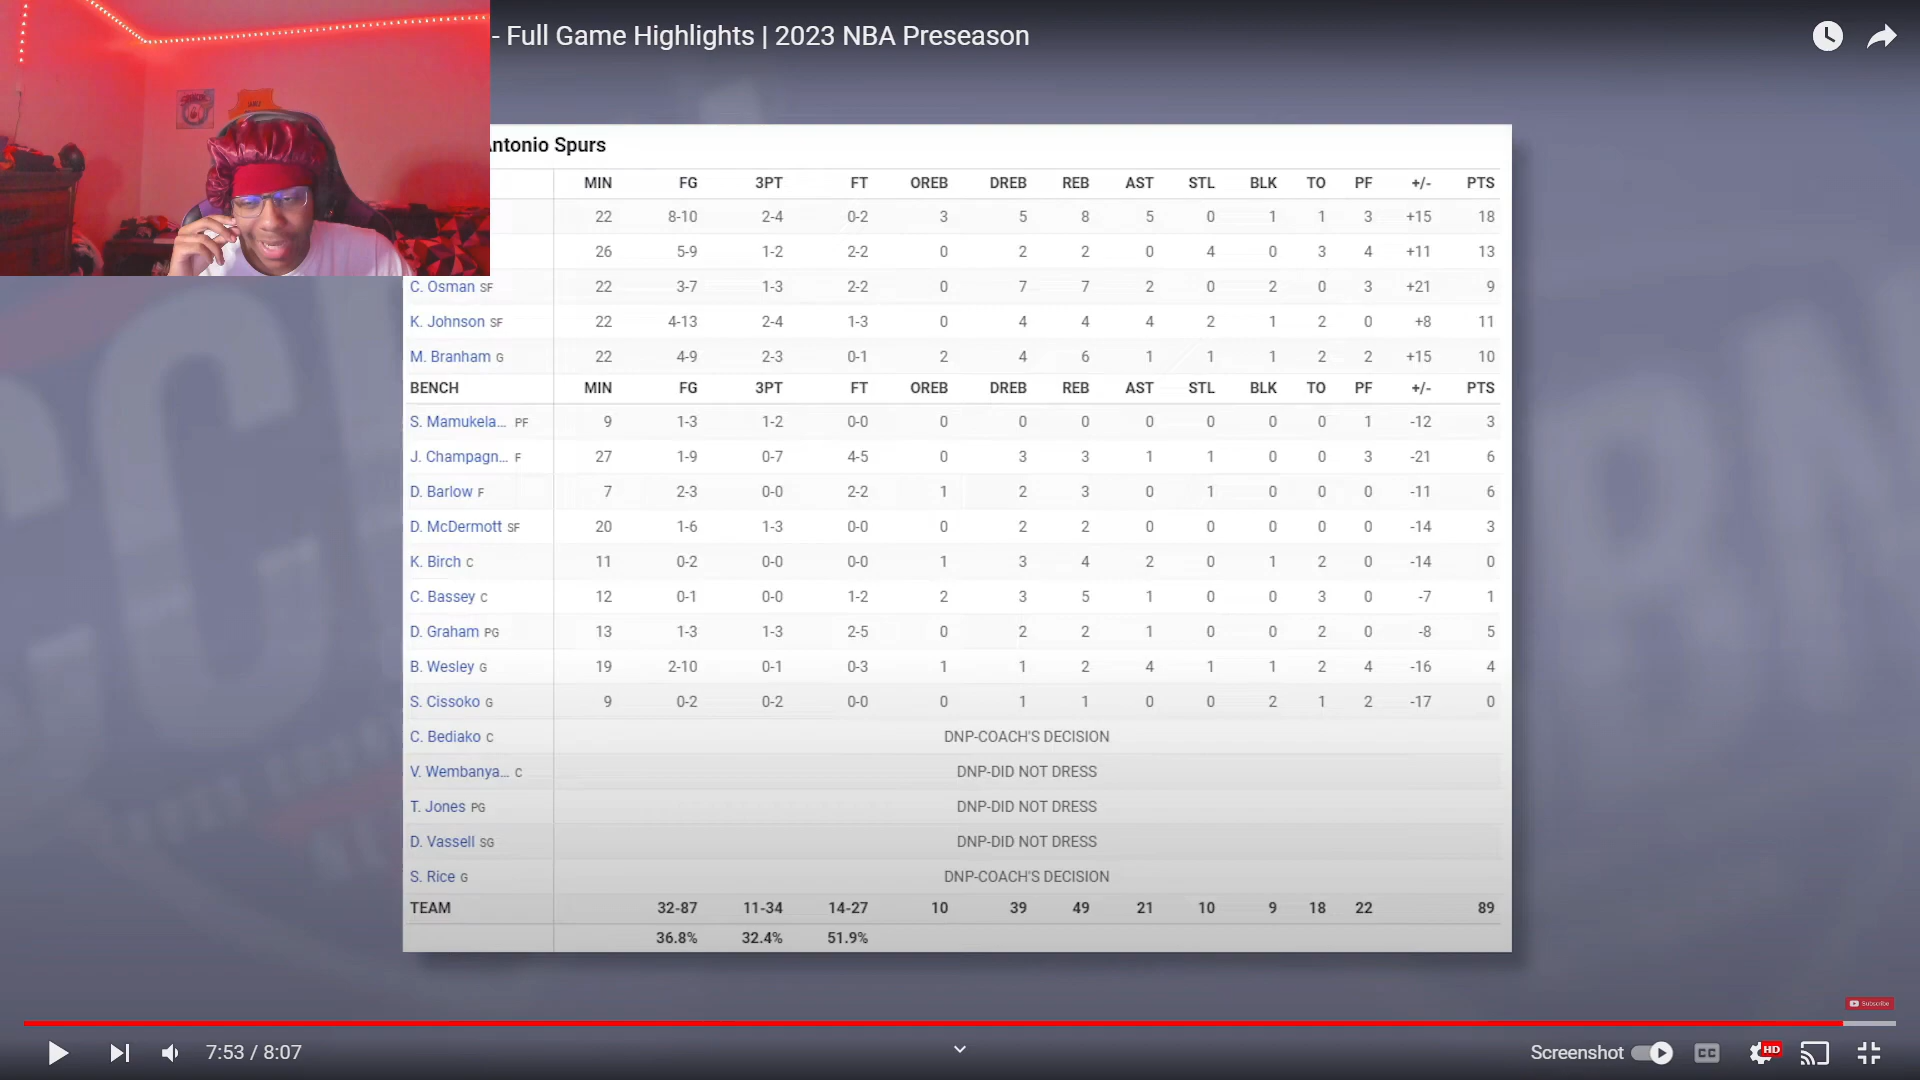 - Full Game Highlights | 2023 NBA Preseason
ntonio Spurs
MIN FG 3PT FT OREB DREB REB AST STL BLK TO PF +/- PTS
22 8-10 2-4 0-2 3 5 8 5 0 1 1 3 +15 18
26 5-9 1-2 2-2 0 2 2 0 4 0 3 4 +11 13
C. Osman SF 22 3-7 1-3 2-2 0 7 7 2 0 2 0 3 +21 9
K. Johnson SF 22 4-13 2-4 1-3 0 4 4 4 2 1 2 0 +8 11
M. Branham G 22 4-9 2-3 0-1 2 4 6 1 1 1 2 2 +15 10
BENCH MIN FG 3PT FT OREB DREB REB AST STL BLK TO PF +/- PTS
S. Mamukela... PF 9 1-3 1-2 0-0 0 0 0 0 0 0 0 1 -12 3
J. Champagn... F 27 1-9 0-7 4-5 0 3 3 1 1 0 0 3 -21 6
D. Barlow F 7 2-3 0-0 2-2 1 2 3 0 1 0 0 0 -11 6
D. McDermott SF 20 1-6 1-3 0-0 0 2 2 0 0 0 0 0 -14 3
K. Birch C 11 0-2 0-0 0-0 1 3 4 2 0 1 2 0 -14 0
C. Bassey C 12 0-1 0-0 1-2 2 3 5 1 0 0 3 0 -7 1
D. Graham PG 13 1-3 1-3 2-5 0 2 2 1 0 0 2 0 -8 5
B. Wesley G 19 2-10 0-1 0-3 1 1 2 4 1 1 2 4 -16 4
S. Cissoko G 9 0-2 0-2 0-0 0 1 1 0 0 2 1 2 -17 0
C. Bediako C DNP-COACH'S DECISION
V. Wembanya... C DNP-DID NOT DRESS
T. Jones PG DNP-DID NOT DRESS
D. Vassell SG DNP-DID NOT DRESS
S. Rice G DNP-COACH'S DECISION
TEAM 32-87 11-34 14-27 10 39 49 21 10 9 18 22 89
36.8% 32.4% 51.9%
Subscribe
7:53 / 8:07
Screenshot
CC
HD